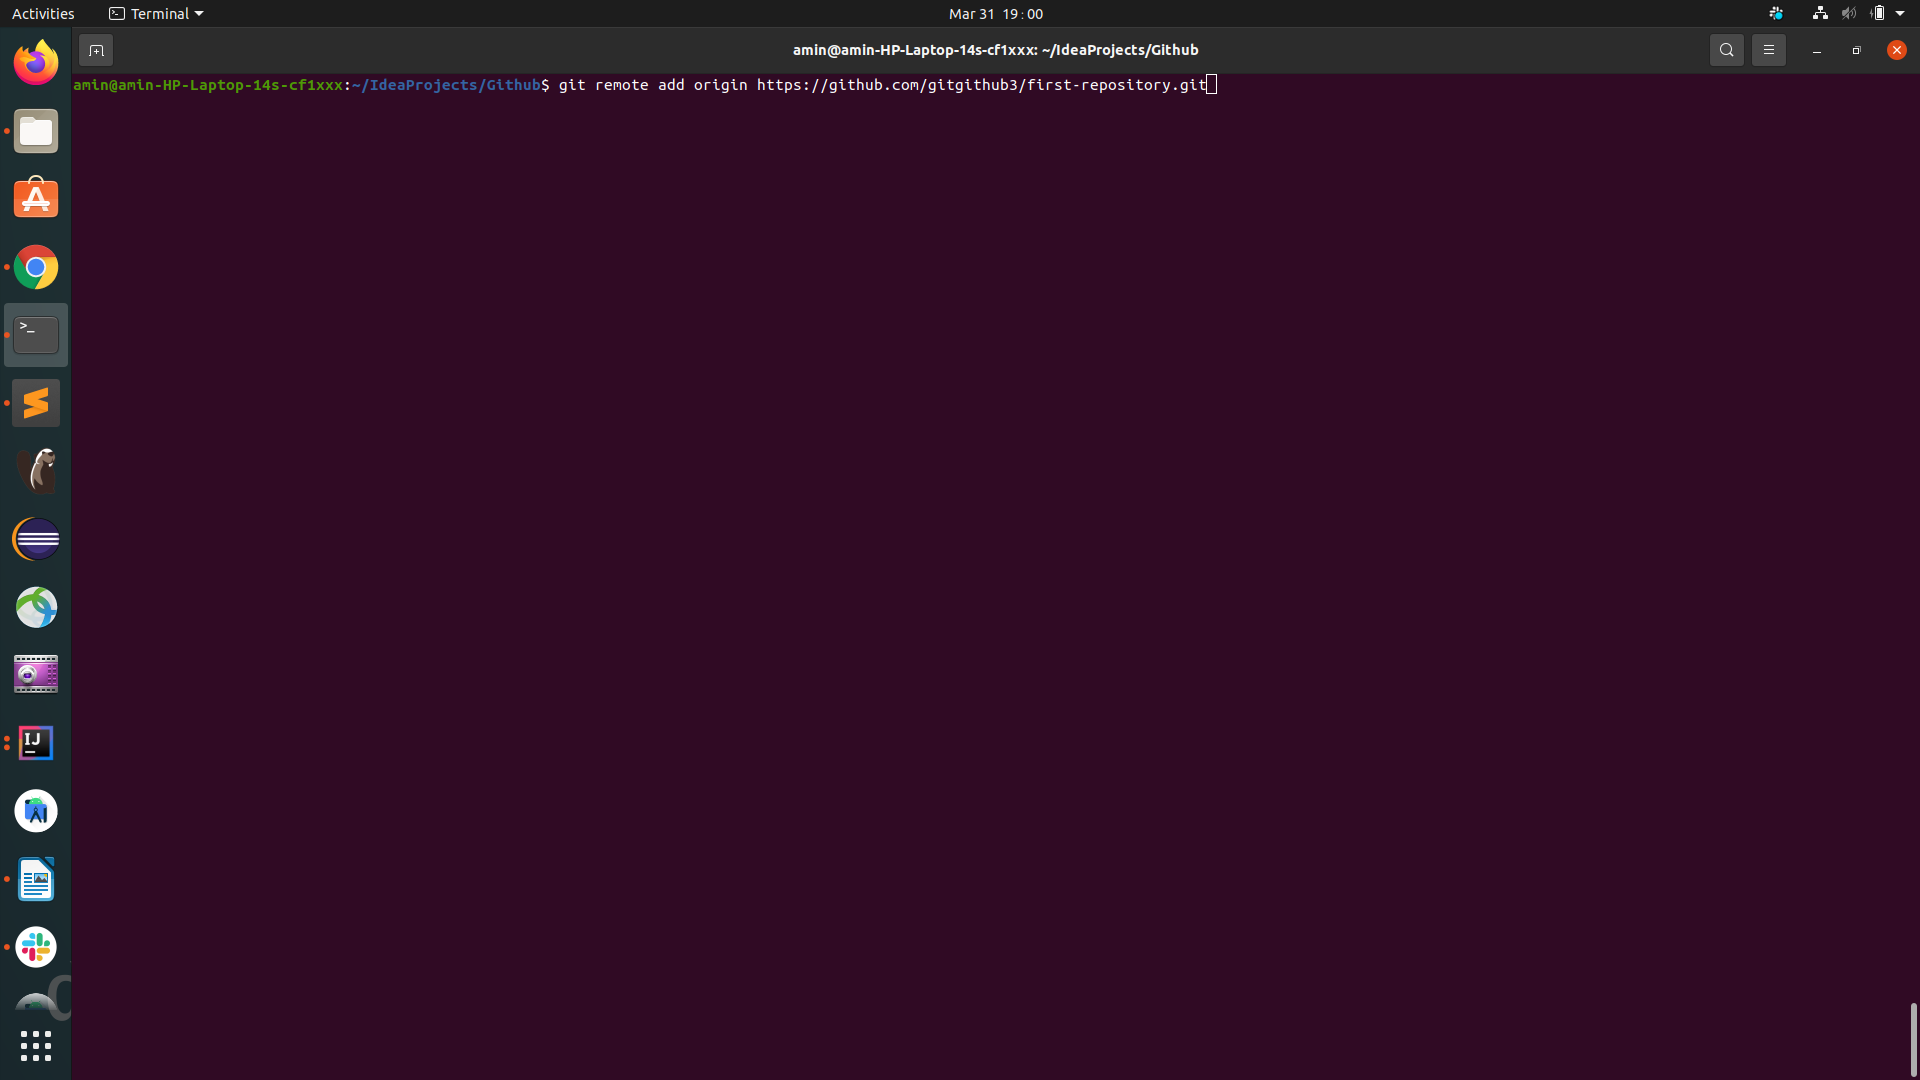 Activities
Terminal
Mar 31 19:00
amin@amin-HP-Laptop-14s-cf1xxx: ~/IdeaProjects/Github
amin@amin-HP-Laptop-14s-cf1xxx:~/IdeaProjects/Github$ git remote add origin https://github.com/gitgithub3/first-repository.git
>_
IJ